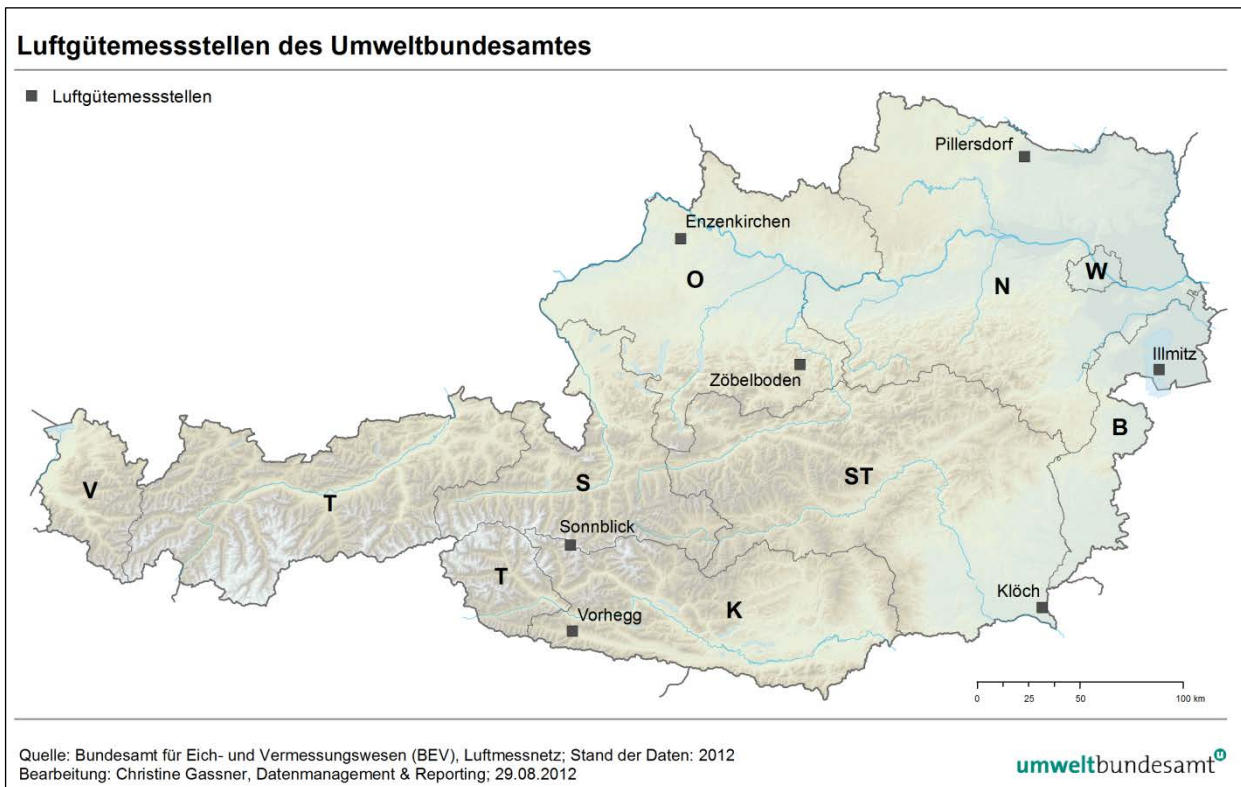 Luftgütemessstellen des Umweltbundesamtes
Luftgütemessstellen
Pillersdorf
Enzenkirchen
W
O
N
Illmitz
Zöbelboden
B
V
T
S
ST
Sonnblick
T
K
Klöch
Vorhegg
0 25 50 100 km
Quelle: Bundesamt für Eich- und Vermessungswesen (BEV), Luftmessnetz; Stand der Daten: 2012
Bearbeitung: Christine Gassner, Datenmanagement & Reporting; 29.08.2012
umweltbundesamt u